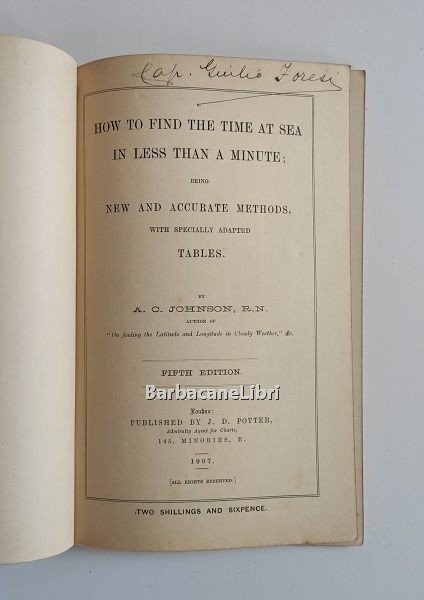 Cap. Giulio Foresi
HOW TO FIND THE TIME AT SEA
IN LESS THAN A MINUTE;
BEING
NEW AND ACCURATE METHODS,
WITH SPECIALLY ADAPTED
TABLES.
BY
A. C. JOHNSON, R.N.
AUTHOR OF
"On finding the Latitude and Longitude in Cloudy Weather," &c.
FIFTH EDITION.
BarbacaneLibri
London:
PUBLISHED BY J. D. POTTER,
Admiralty Agent for Charts,
145, MINORIES, E.
1907.
[ALL RIGHTS RESERVED.]
TWO SHILLINGS AND SIXPENCE.